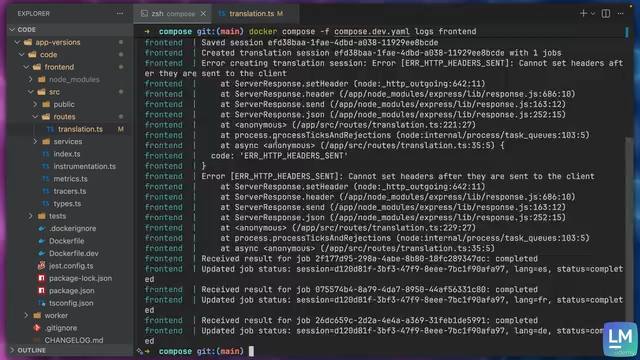 EXPLORER
CODE
app-versions
code
frontend
node_modules
src
public
routes
translation.ts M
services
index.ts
instrumentation.ts
metrics.ts
tracers.ts
types.ts
tests
.dockerignore
Dockerfile
Dockerfile.dev
jest.config.ts
package-lock.json
package.json
tsconfig.json
worker
.gitignore
CHANGELOG.md
OUTLINE
zsh compose
translation.ts M
→ compose git:(main) docker compose -f compose.dev.yaml logs frontend
frontend | Saved session efd38baa-1fae-4dbd-a038-11929ee8bcde
frontend | Created translation session efd38baa-1fae-4dbd-a038-11929ee8bcde with 1 jobs
frontend | Error creating translation session: Error [ERR_HTTP_HEADERS_SENT]: Cannot set headers aft
er they are sent to the client
frontend | at ServerResponse.setHeader (node:_http_outgoing:642:11)
frontend | at ServerResponse.header (/app/node_modules/express/lib/response.js:686:10)
frontend | at ServerResponse.send (/app/node_modules/express/lib/response.js:163:12)
frontend | at ServerResponse.json (/app/node_modules/express/lib/response.js:252:15)
frontend | at <anonymous> (/app/src/routes/translation.ts:221:27)
frontend | at process.processTicksAndRejections (node:internal/process/task_queues:103:5)
frontend | at async <anonymous> (/app/src/routes/translation.ts:35:5) {
frontend | code: 'ERR_HTTP_HEADERS_SENT'
frontend | }
frontend | Error [ERR_HTTP_HEADERS_SENT]: Cannot set headers after they are sent to the client
frontend | at ServerResponse.setHeader (node:_http_outgoing:642:11)
frontend | at ServerResponse.header (/app/node_modules/express/lib/response.js:686:10)
frontend | at ServerResponse.send (/app/node_modules/express/lib/response.js:163:12)
frontend | at ServerResponse.json (/app/node_modules/express/lib/response.js:252:15)
frontend | at <anonymous> (/app/src/routes/translation.ts:229:27)
frontend | at process.processTicksAndRejections (node:internal/process/task_queues:103:5)
frontend | at async <anonymous> (/app/src/routes/translation.ts:35:5)
frontend | Received result for job 2f177d95-298a-4abe-8b80-18fc289347dc: completed
frontend | Updated job status: session=d120d81f-3bf3-47f9-8eee-7bc1f90afa97, lang=es, status=complet
ed
frontend | Received result for job 075574b4-8a79-4da7-8950-44af56331c80: completed
frontend | Updated job status: session=d120d81f-3bf3-47f9-8eee-7bc1f90afa97, lang=fr, status=complet
ed
frontend | Received result for job 26dc659c-2d2a-4e4a-a369-31feb1de5991: completed
frontend | Updated job status: session=d120d81f-3bf3-47f9-8eee-7bc1f90afa97, lang=de, status=complet
ed
→ compose git:(main)
LM